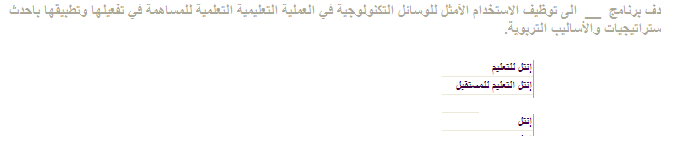 دف برنامج __ الى توظيف الاستخدام الأمثل للوسائل التكنولوجية في العملية التعليمية التعلمية للمساهمة في تفعيلها وتطبيقها باحدث
ستراتيجيات والأساليب التربوية.
إنتل للتعليم
إنتل التعليم للمستقبل
إنتل